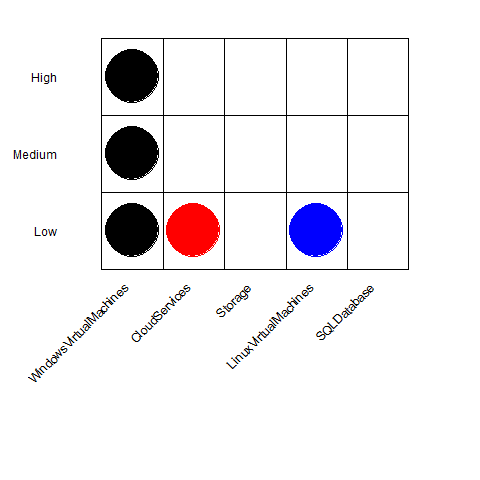 High
Medium
Low
WindowsVirtualMachines
CloudServices
Storage
LinuxVirtualMachines
SQLDatabase